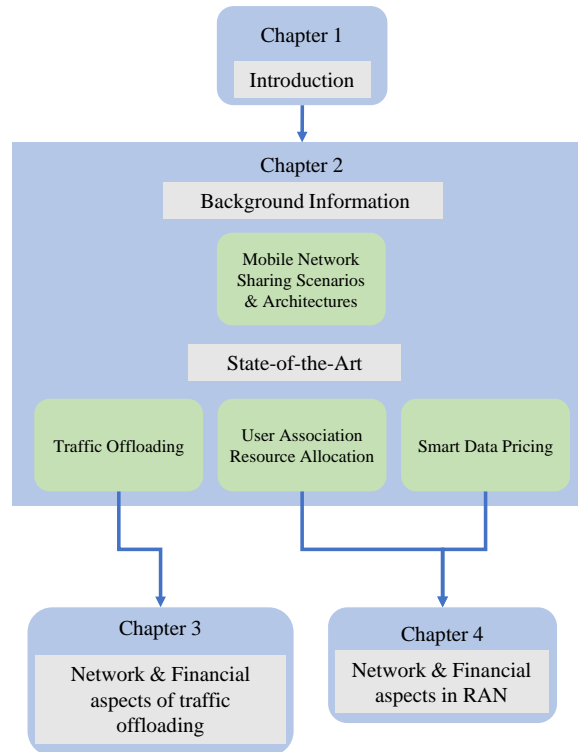 Chapter 1
Introduction
Chapter 2
Background Information
Mobile Network
Sharing Scenarios
& Architectures
State-of-the-Art
Traffic Offloading
User Association
Resource Allocation
Smart Data Pricing
Chapter 3
Network & Financial
aspects of traffic
offloading
Chapter 4
Network & Financial
aspects in RAN